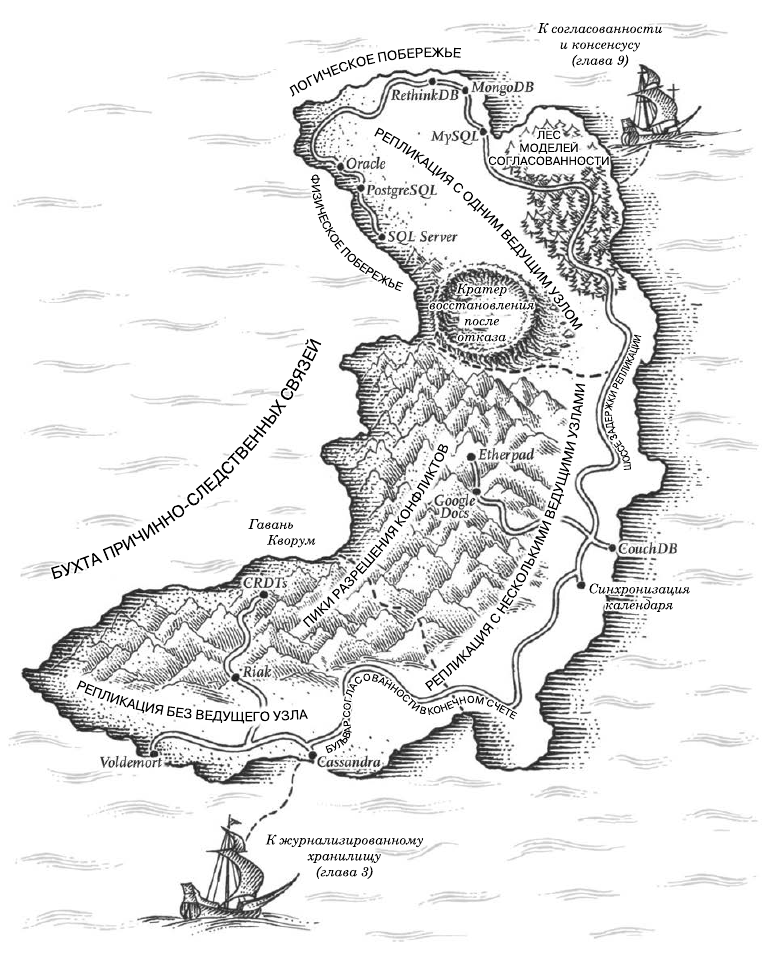 К согласованности
и консенсусу
(глава 9)
ЛОГИЧЕСКОЕ ПОБЕРЕЖЬЕ
RethinkDB
MongoDB
MySQL
ЛЕС
МОДЕЛЕЙ
СОГЛАСОВАННОСТИ
РЕПЛИКАЦИЯ С ОДНИМ ВЕДУЩИМ УЗЛОМ
Oracle
PostgreSQL
SQL Server
ФИЗИЧЕСКОЕ ПОБЕРЕЖЬЕ
Кратер
восстановления
после
отказа
БУХТА ПРИЧИННО-СЛЕДСТВЕННЫХ СВЯЗЕЙ
ШОССЕ ЗАДЕРЖКИ РЕПЛИКАЦИИ
Etherpad
Google
Docs
ПИКИ РАЗРЕШЕНИЯ КОНФЛИКТОВ
РЕПЛИКАЦИЯ С НЕСКОЛЬКИМИ ВЕДУЩИМИ УЗЛАМИ
Гавань
Кворум
CouchDB
CRDTs
Синхронизация
календаря
Riak
РЕПЛИКАЦИЯ БЕЗ ВЕДУЩЕГО УЗЛА
БУЛЬВАР СОГЛАСОВАННОСТИ В КОНЕЧНОМ СЧЕТЕ
Voldemort
Cassandra
К журнализированному
хранилищу
(глава 3)